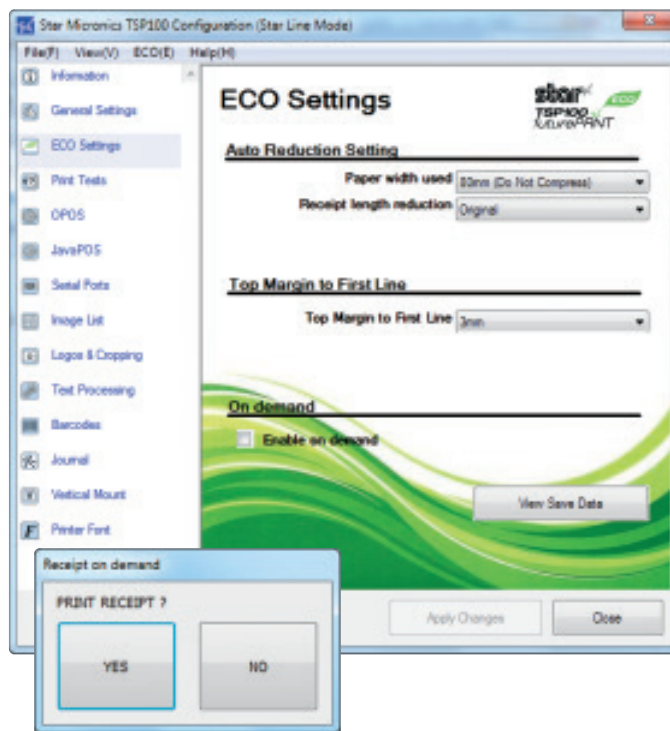 Star Micronics TSP100 Configuration (Star Line Mode)
File(F) View(V) ECO(E) Help(H)
Information
General Settings
ECO Settings
Print Tests
OPOS
JavaPOS
Serial Ports
Image List
Logos & Cropping
Text Processing
Barcodes
Journal
Vertical Mount
Printer Font
ECO Settings
star ECO
TSP100
futurePRNT
Auto Reduction Setting
Paper width used 80mm (Do Not Compress)
Receipt length reduction Original
Top Margin to First Line
Top Margin to First Line 3mm
On demand
Enable on demand
View Save Data
Apply Changes Close
Receipt on demand
PRINT RECEIPT ?
YES NO